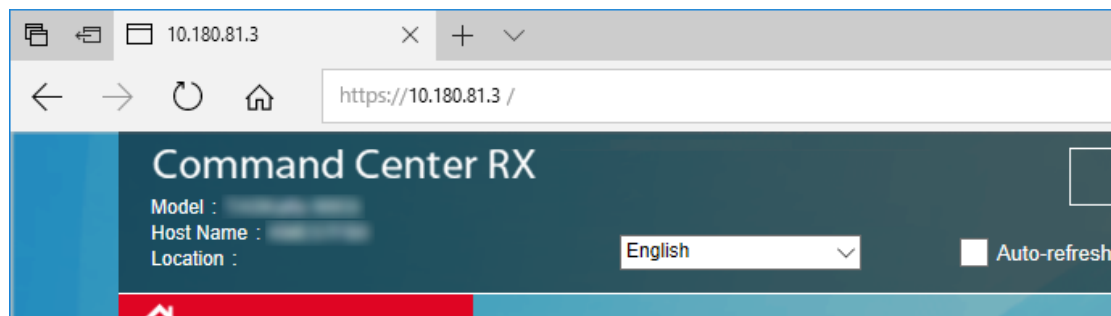 10.180.81.3
https://10.180.81.3 /
Command Center RX
Model :
Host Name :
Location :
English
Auto-refresh